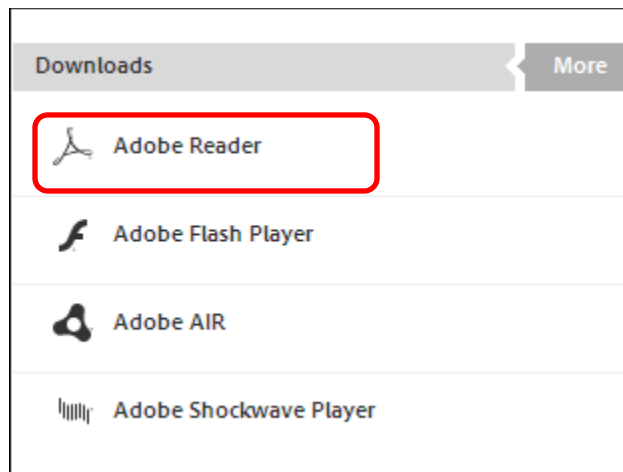 Downloads
More
Adobe Reader
Adobe Flash Player
Adobe AIR
Adobe Shockwave Player